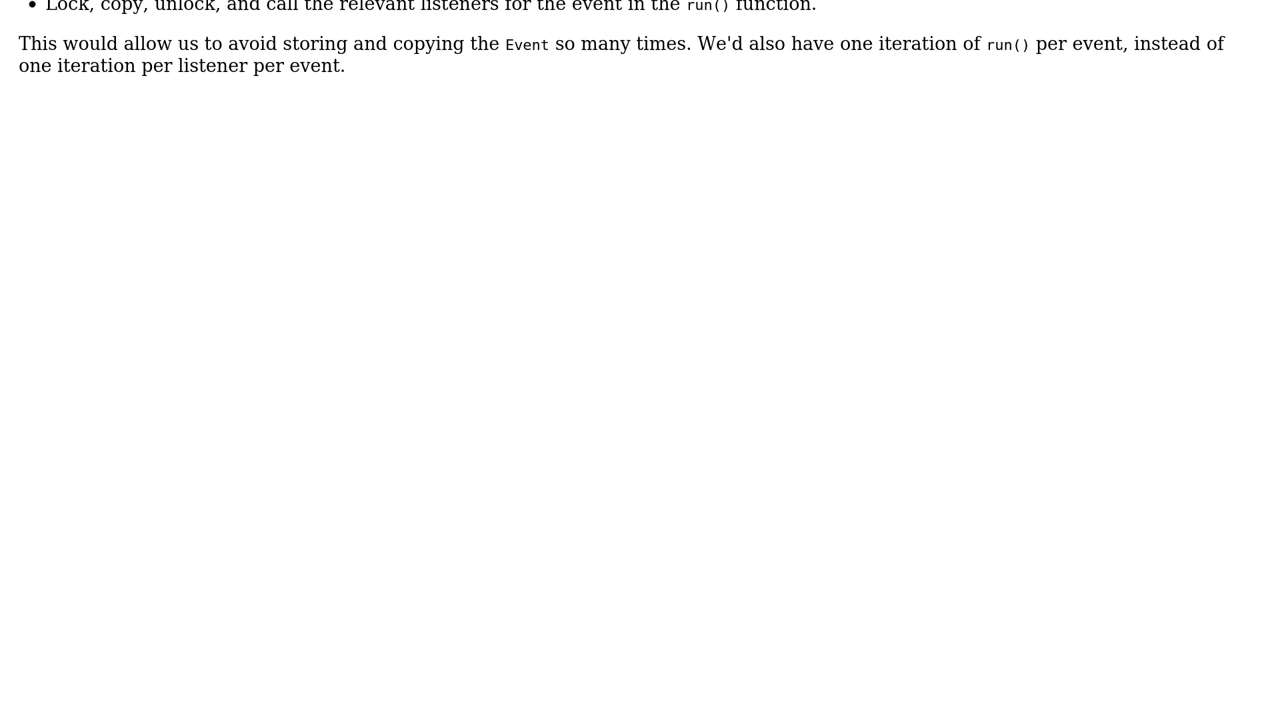 • Lock, copy, unlock, and call the relevant listeners for the event in the run() function.
This would allow us to avoid storing and copying the Event so many times. We'd also have one iteration of run() per event, instead of
one iteration per listener per event.